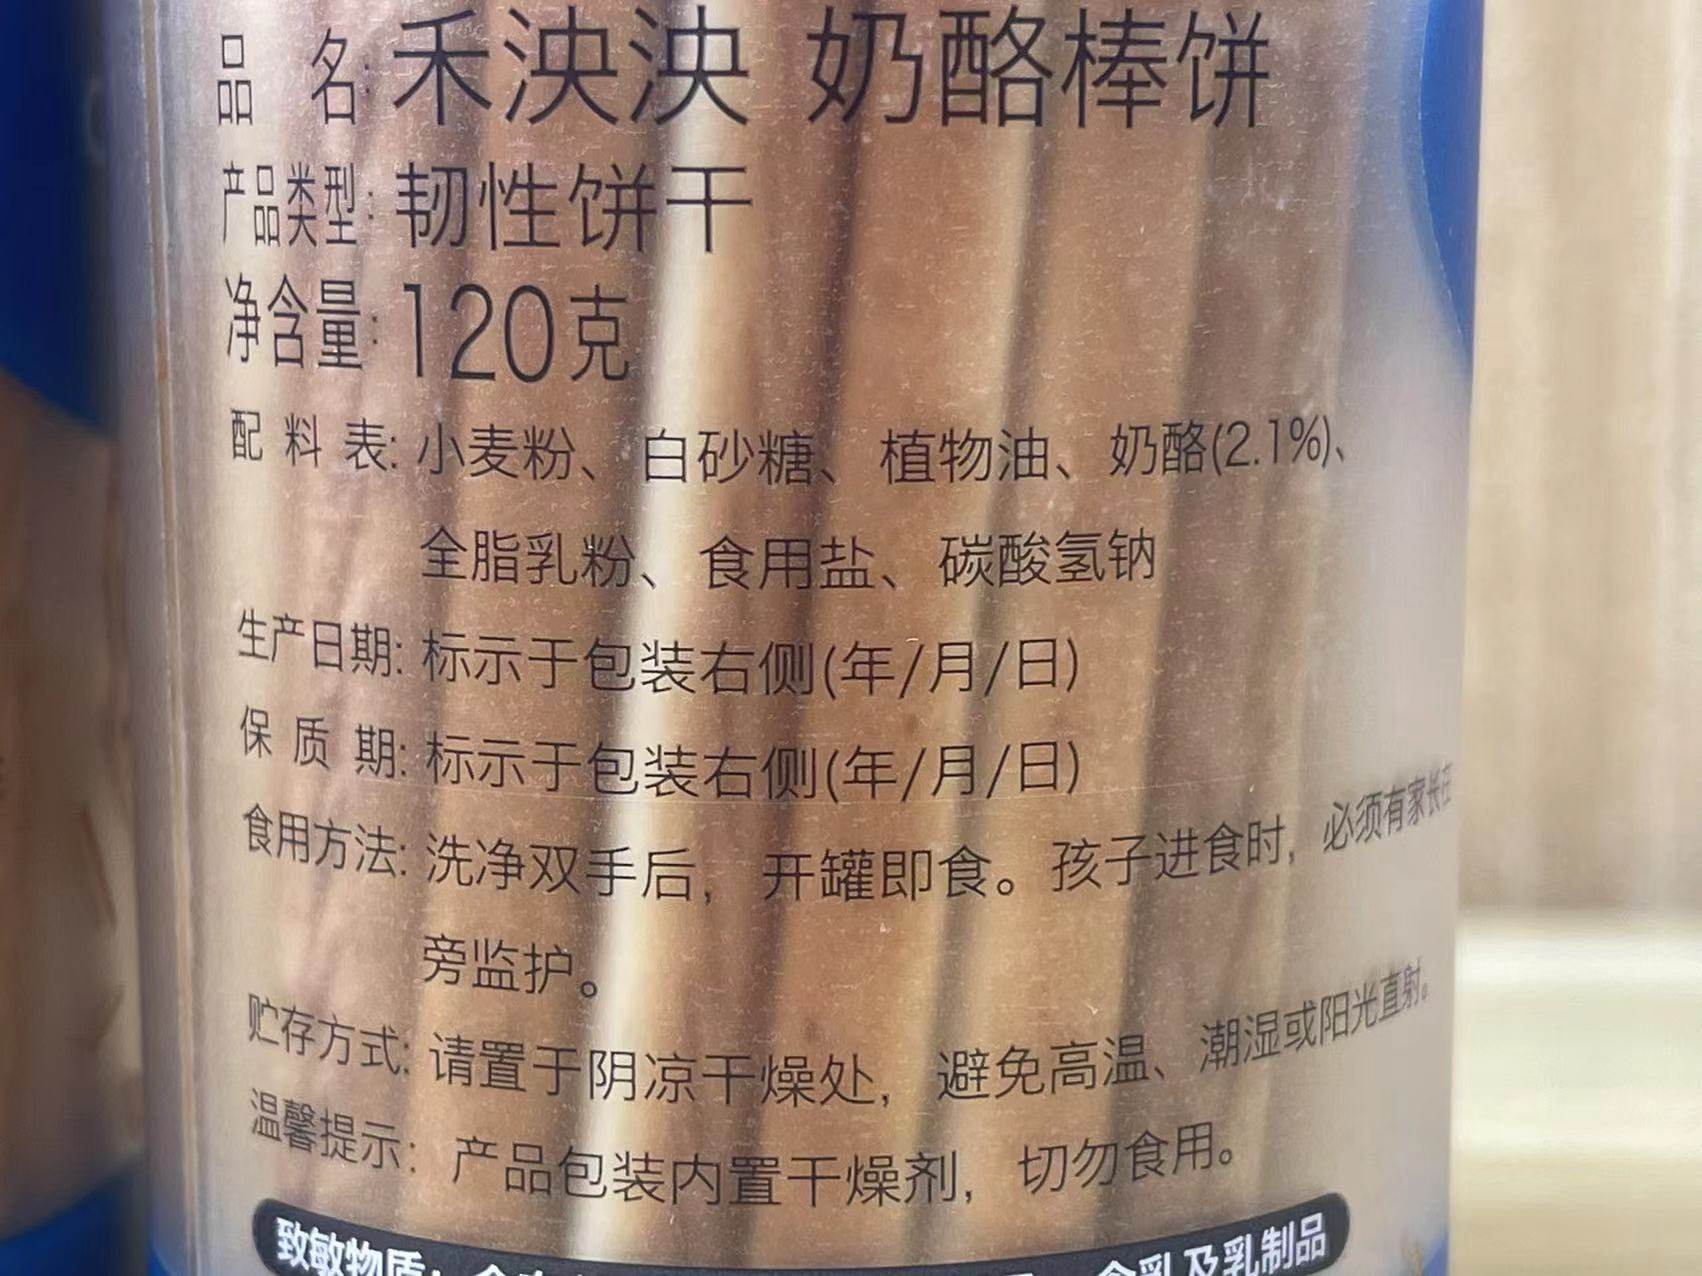 品 名: 禾泱泱 奶酪棒饼
产品类型: 韧性饼干
净含量: 120克
配 料 表: 小麦粉、白砂糖、植物油、奶酪(2.1%)、
全脂乳粉、食用盐、碳酸氢钠
生产日期: 标示于包装右侧(年/月/日)
保 质 期: 标示于包装右侧(年/月/日)
食用方法: 洗净双手后，开罐即食。孩子进食时，必须有家长在
旁监护。
贮存方式: 请置于阴凉干燥处，避免高温、潮湿或阳光直射。
温馨提示: 产品包装内置干燥剂，切勿食用。
致敏物质: 含乳及乳制品